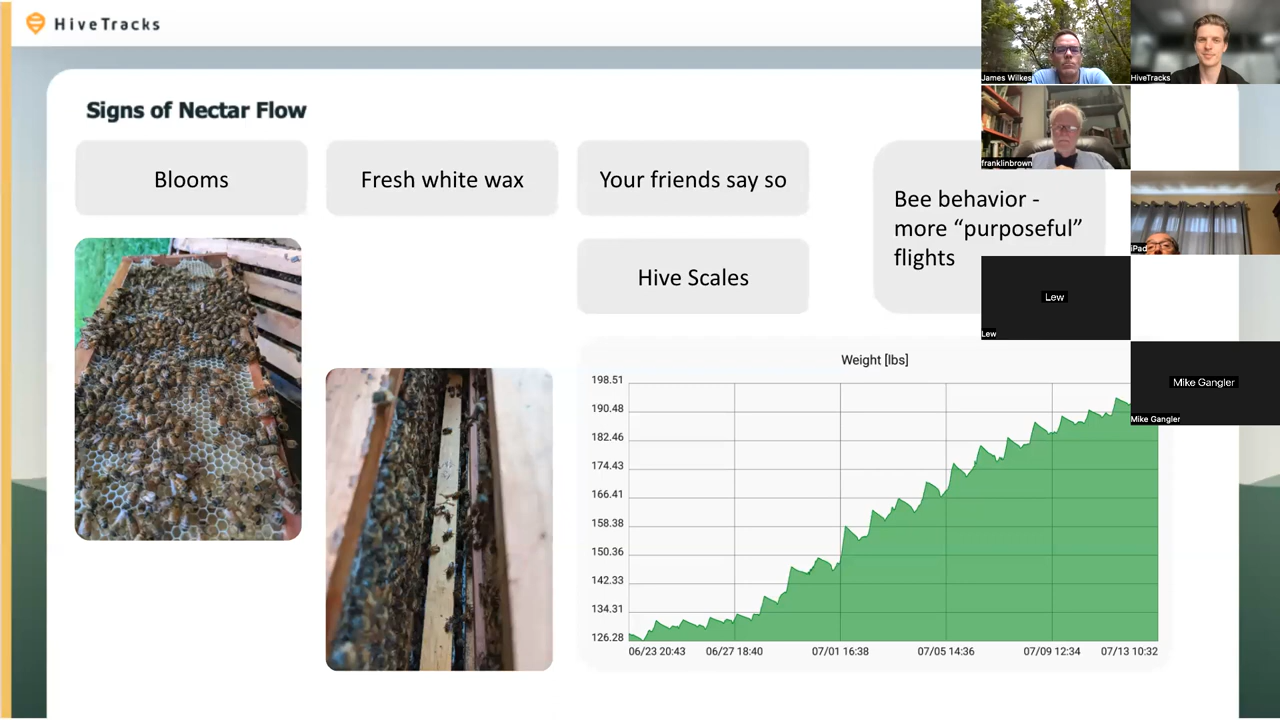 HiveTracks
Signs of Nectar Flow
Blooms
Fresh white wax
Your friends say so
Hive Scales
Bee behavior -
more “purposeful”
flights
James Wilkes
HiveTracks
franklinbrown
iPad
Lew
Lew
Mike Gangler
Mike Gangler
Weight [lbs]
198.51
190.48
182.46
174.43
166.41
158.38
150.36
142.33
134.31
126.28
06/23 20:43 06/27 18:40 07/01 16:38 07/05 14:36 07/09 12:34 07/13 10:32